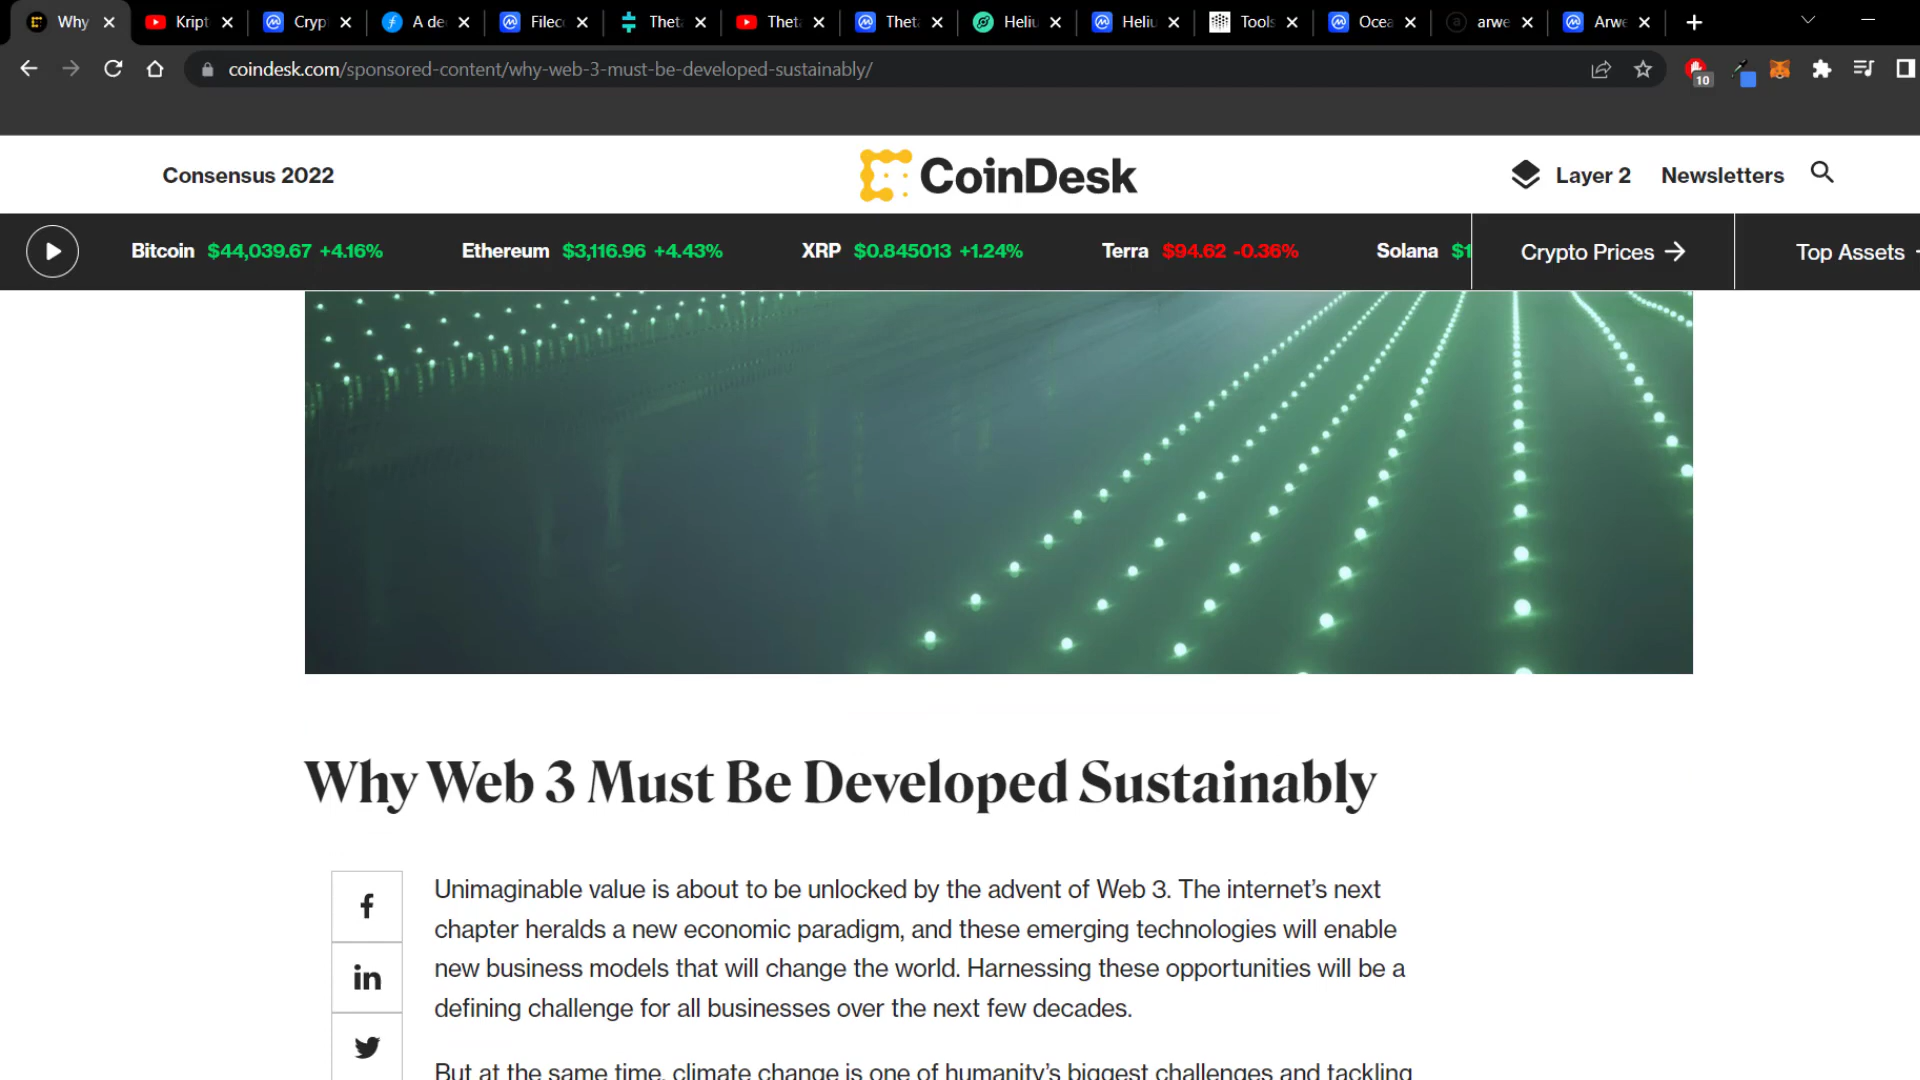 Why
Kript
Cryp
A de
Filec
Thet
Thet
Thet
Heliu
Heliu
Tools
Ocea
arwe
Arwe
coindesk.com/sponsored-content/why-web-3-must-be-developed-sustainably/
10
Consensus 2022
CoinDesk
Layer 2
Newsletters
Bitcoin $44,039.67 +4.16%
Ethereum $3,116.96 +4.43%
XRP $0.845013 +1.24%
Terra $94.62 -0.36%
Solana $1
Crypto Prices
Top Assets
Why Web 3 Must Be Developed Sustainably
Unimaginable value is about to be unlocked by the advent of Web 3. The internet’s next
chapter heralds a new economic paradigm, and these emerging technologies will enable
new business models that will change the world. Harnessing these opportunities will be a
defining challenge for all businesses over the next few decades.
But at the same time, climate change is one of humanity’s biggest challenges and tackling